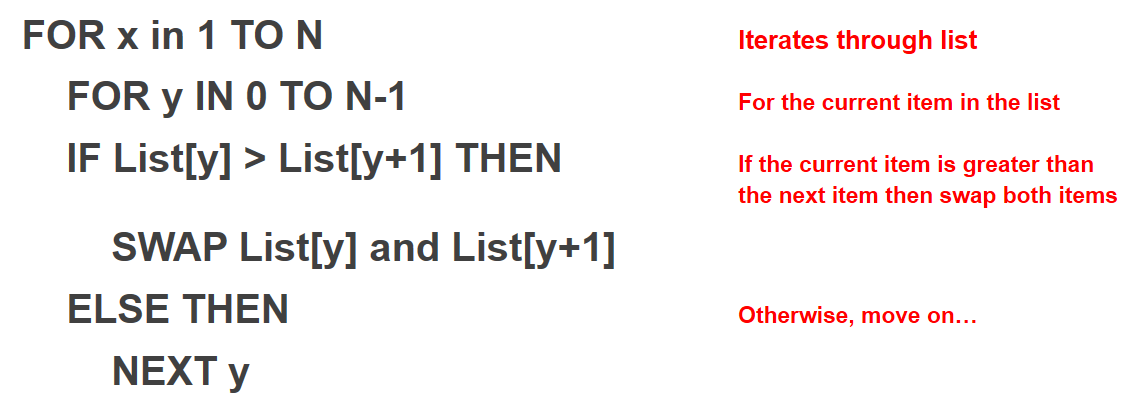 FOR x in 1 TO N
Iterates through list
FOR y IN 0 TO N-1
For the current item in the list
IF List[y] > List[y+1] THEN
If the current item is greater than
the next item then swap both items
SWAP List[y] and List[y+1]
ELSE THEN
Otherwise, move on…
NEXT y